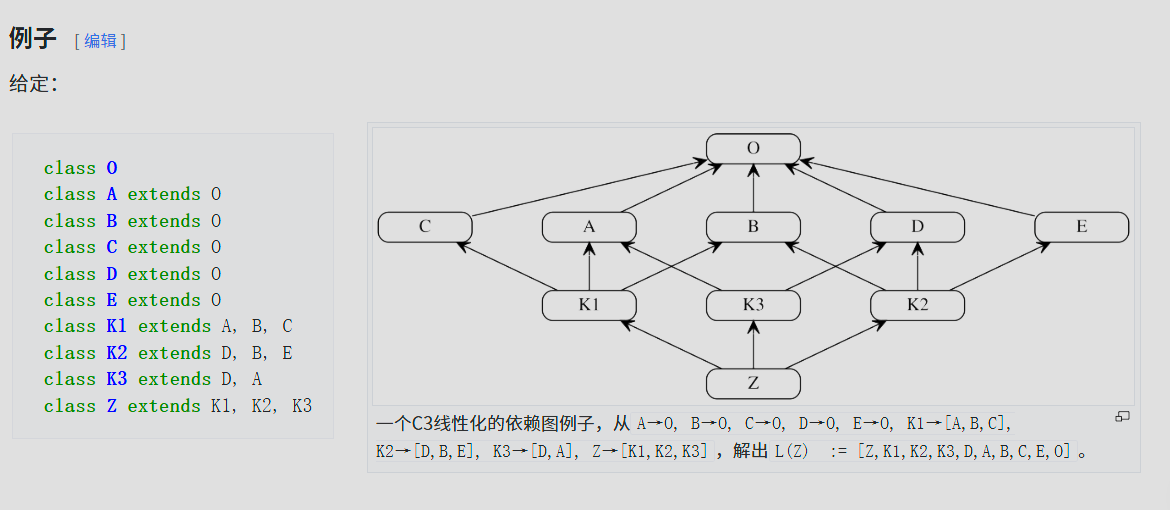 例子 [编辑]
给定：
class O
class A extends O
class B extends O
class C extends O
class D extends O
class E extends O
class K1 extends A, B, C
class K2 extends D, B, E
class K3 extends D, A
class Z extends K1, K2, K3
O
C A B D E
K1 K3 K2
Z
一个C3线性化的依赖图例子，从 A→O, B→O, C→O, D→O, E→O, K1→[A,B,C],
K2→[D,B,E], K3→[D,A], Z→[K1,K2,K3] ，解出 L(Z) := [Z,K1,K2,K3,D,A,B,C,E,O] 。